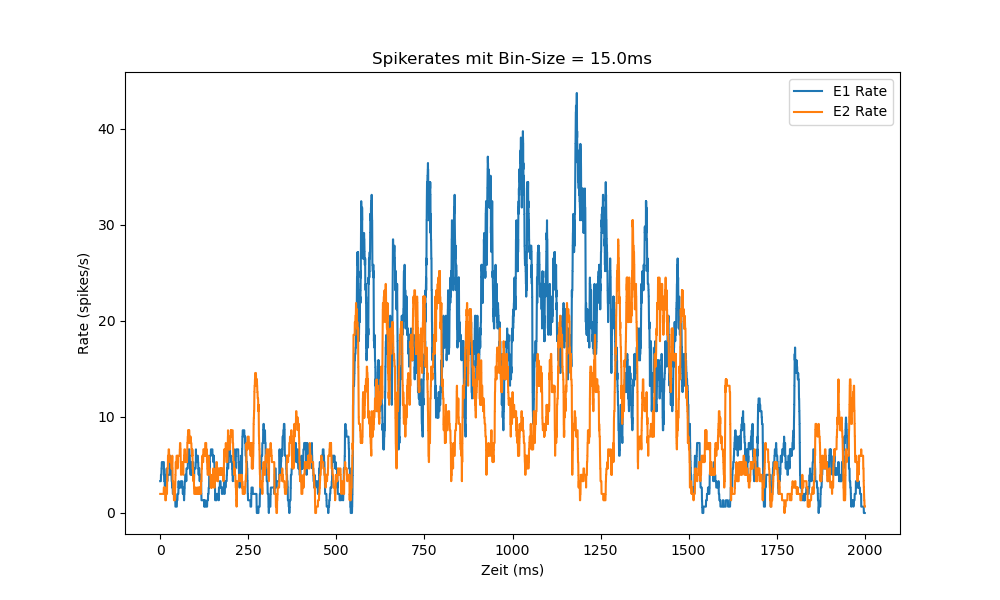 Spikerates mit Bin-Size = 15.0ms
E1 Rate
E2 Rate
Rate (spikes/s)
40
30
20
10
0
0 250 500 750 1000 1250 1500 1750 2000
Zeit (ms)